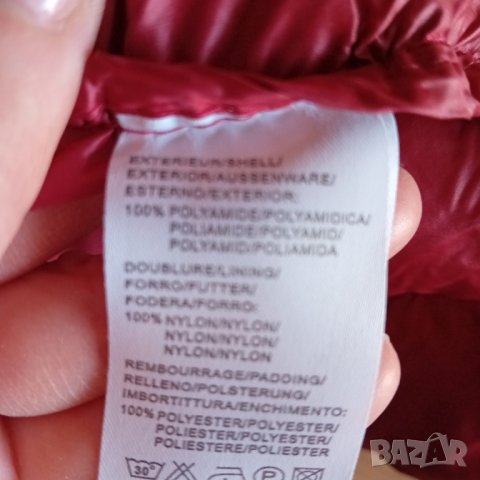 EXTERIEUR/SHELL/
EXTERIOR/AUSSENWARE/
ESTERNO/EXTERIOR:
100% POLYAMIDE/POLYAMIDICA/
POLIAMIDE/POLYAMID/
POLYAMID/POLIAMIDA
DOUBLURE/LINING/
FORRO/FUTTER/
FODERA/FORRO:
100% NYLON/NYLON/
NYLON/NYLON/
NYLON/NYLON
REMBOURRAGE/PADDING/
RELLENO/POLSTERUNG/
IMBORTITTURA/ENCHIMENTO:
100% POLYESTER/POLYESTER/
POLIESTER/POLYESTER/
POLIESTERE/POLIESTER
30°
P
BAZAR